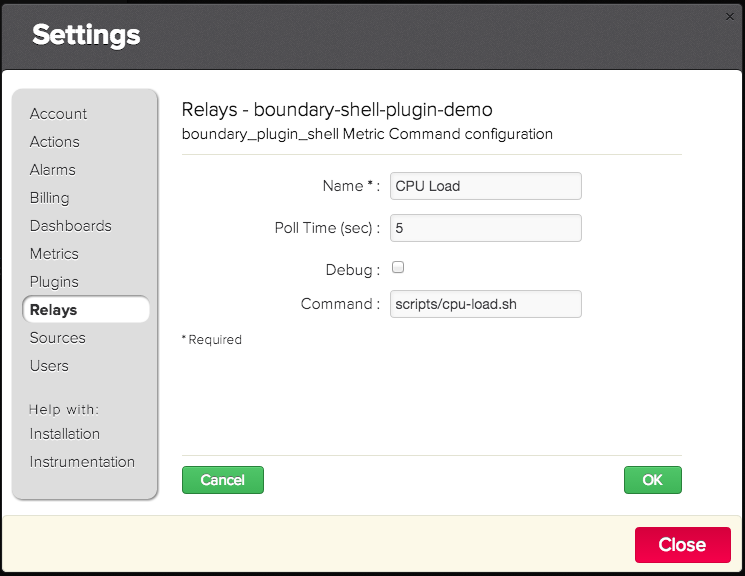 Settings
×
Account
Actions
Alarms
Billing
Dashboards
Metrics
Plugins
Relays
Sources
Users
Help with:
Installation
Instrumentation
Relays - boundary-shell-plugin-demo
boundary_plugin_shell Metric Command configuration
Name * : CPU Load
Poll Time (sec) : 5
Debug :
Command : scripts/cpu-load.sh
* Required
Cancel
OK
Close